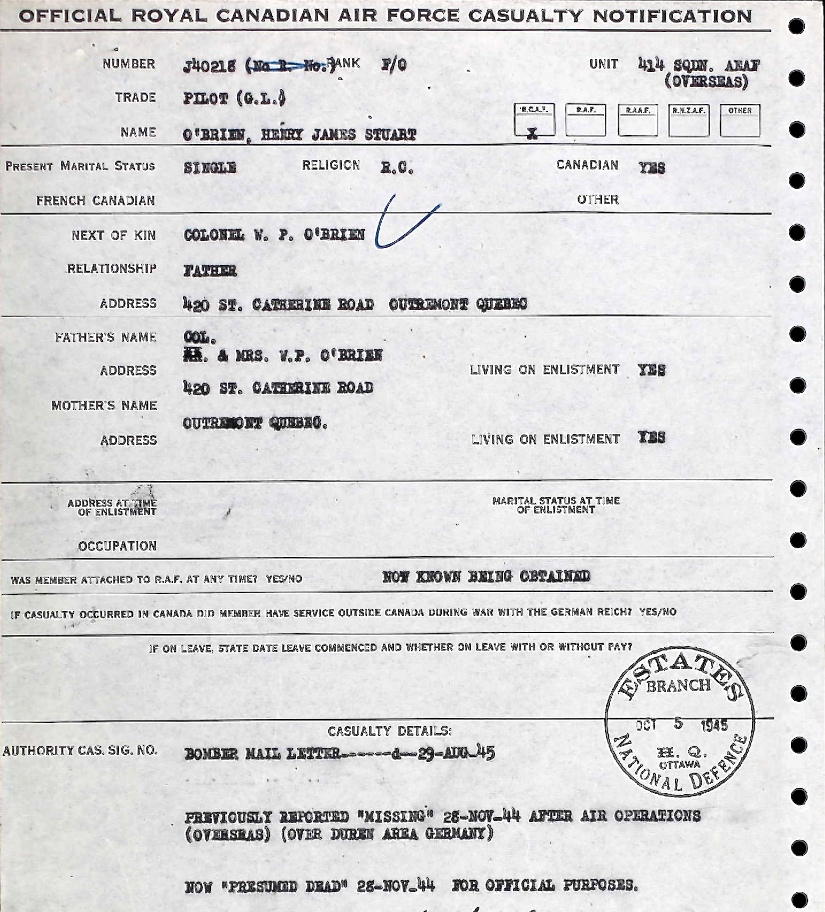 OFFICIAL ROYAL CANADIAN AIR FORCE CASUALTY NOTIFICATION
NUMBER J40218 (No R. No.) RANK F/O UNIT 414 SQDN. AEAF
(OVERSEAS)
TRADE PILOT (G.L.)
R.C.A.F. R.A.F. R.A.A.F. R.N.Z.A.F. OTHER
NAME O'BRIEN, HENRY JAMES STUART X
PRESENT MARITAL STATUS SINGLE RELIGION R.C. CANADIAN YES
FRENCH CANADIAN OTHER
NEXT OF KIN COLONEL W. P. O'BRIEN
RELATIONSHIP FATHER
ADDRESS 420 ST. CATHERINE ROAD OUTREMONT QUEBEC
FATHER'S NAME COL.
& MRS. W.P. O'BRIEN
ADDRESS LIVING ON ENLISTMENT YES
420 ST. CATHERINE ROAD
MOTHER'S NAME
OUTREMONT QUEBEC.
ADDRESS LIVING ON ENLISTMENT YES
ADDRESS AT TIME OF ENLISTMENT MARITAL STATUS AT TIME OF ENLISTMENT
OCCUPATION
WAS MEMBER ATTACHED TO R.A.F. AT ANY TIME? YES/NO NOW KNOWN BEING OBTAINED
IF CASUALTY OCCURRED IN CANADA DID MEMBER HAVE SERVICE OUTSIDE CANADA DURING WAR WITH THE GERMAN REICH? YES/NO
IF ON LEAVE, STATE DATE LEAVE COMMENCED AND WHETHER ON LEAVE WITH OR WITHOUT PAY?
ESTATES
BRANCH
OCT 5 1945
H. Q.
OTTAWA
NATIONAL DEFENCE
CASUALTY DETAILS:
AUTHORITY CAS. SIG. NO. BOMBER MAIL LETTER------d--29-AUG-45
PREVIOUSLY REPORTED "MISSING" 28-NOV-44 AFTER AIR OPERATIONS
(OVERSEAS) (OVER DUREN AREA GERMANY)
NOW "PRESUMED DEAD" 28-NOV-44 FOR OFFICIAL PURPOSES.